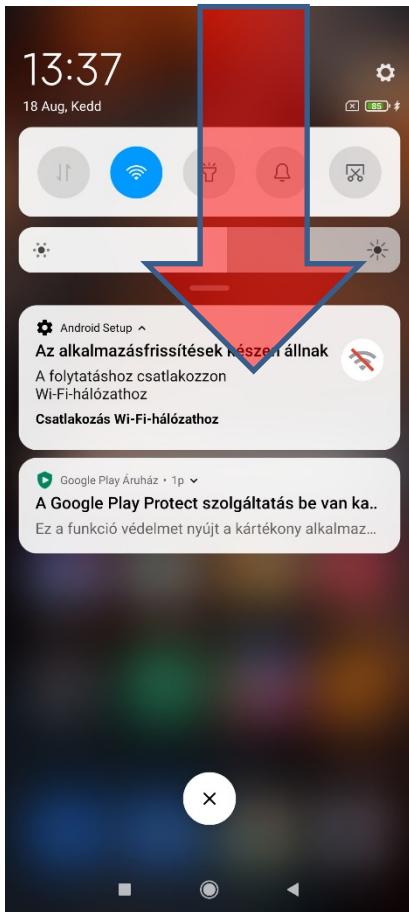 13:37
18 Aug, Kedd
85
Android Setup
Az alkalmazásfrissítések készen állnak
A folytatáshoz csatlakozzon
Wi-Fi-hálózathoz
Csatlakozás Wi-Fi-hálózathoz
Google Play Áruház • 1p
A Google Play Protect szolgáltatás be van ka..
Ez a funkció védelmet nyújt a kártékony alkalmaz...